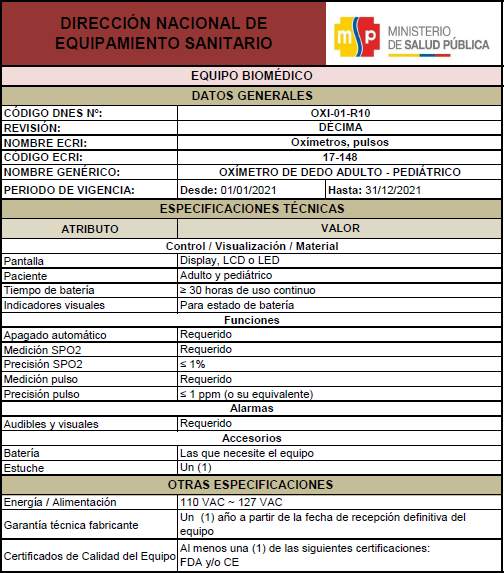 DIRECCIÓN NACIONAL DE
EQUIPAMIENTO SANITARIO
msp
MINISTERIO
DE SALUD PÚBLICA
EQUIPO BIOMÉDICO
DATOS GENERALES
CÓDIGO DNES Nº: OXI-01-R10
REVISIÓN: DÉCIMA
NOMBRE ECRI: Oxímetros, pulsos
CÓDIGO ECRI: 17-148
NOMBRE GENÉRICO: OXÍMETRO DE DEDO ADULTO - PEDIÁTRICO
PERIODO DE VIGENCIA: Desde: 01/01/2021 Hasta: 31/12/2021
ESPECIFICACIONES TÉCNICAS
ATRIBUTO VALOR
Control / Visualización / Material
Pantalla Display, LCD o LED
Paciente Adulto y pediátrico
Tiempo de batería ≥ 30 horas de uso continuo
Indicadores visuales Para estado de batería
Funciones
Apagado automático Requerido
Medición SPO2 Requerido
Precisión SPO2 ≤ 1%
Medición pulso Requerido
Precisión pulso ≤ 1 ppm (o su equivalente)
Alarmas
Audibles y visuales Requerido
Accesorios
Batería Las que necesite el equipo
Estuche Un (1)
OTRAS ESPECIFICACIONES
Energía / Alimentación 110 VAC ~ 127 VAC
Garantía técnica fabricante Un (1) año a partir de la fecha de recepción definitiva del
equipo
Certificados de Calidad del Equipo Al menos una (1) de las siguientes certificaciones:
FDA y/o CE